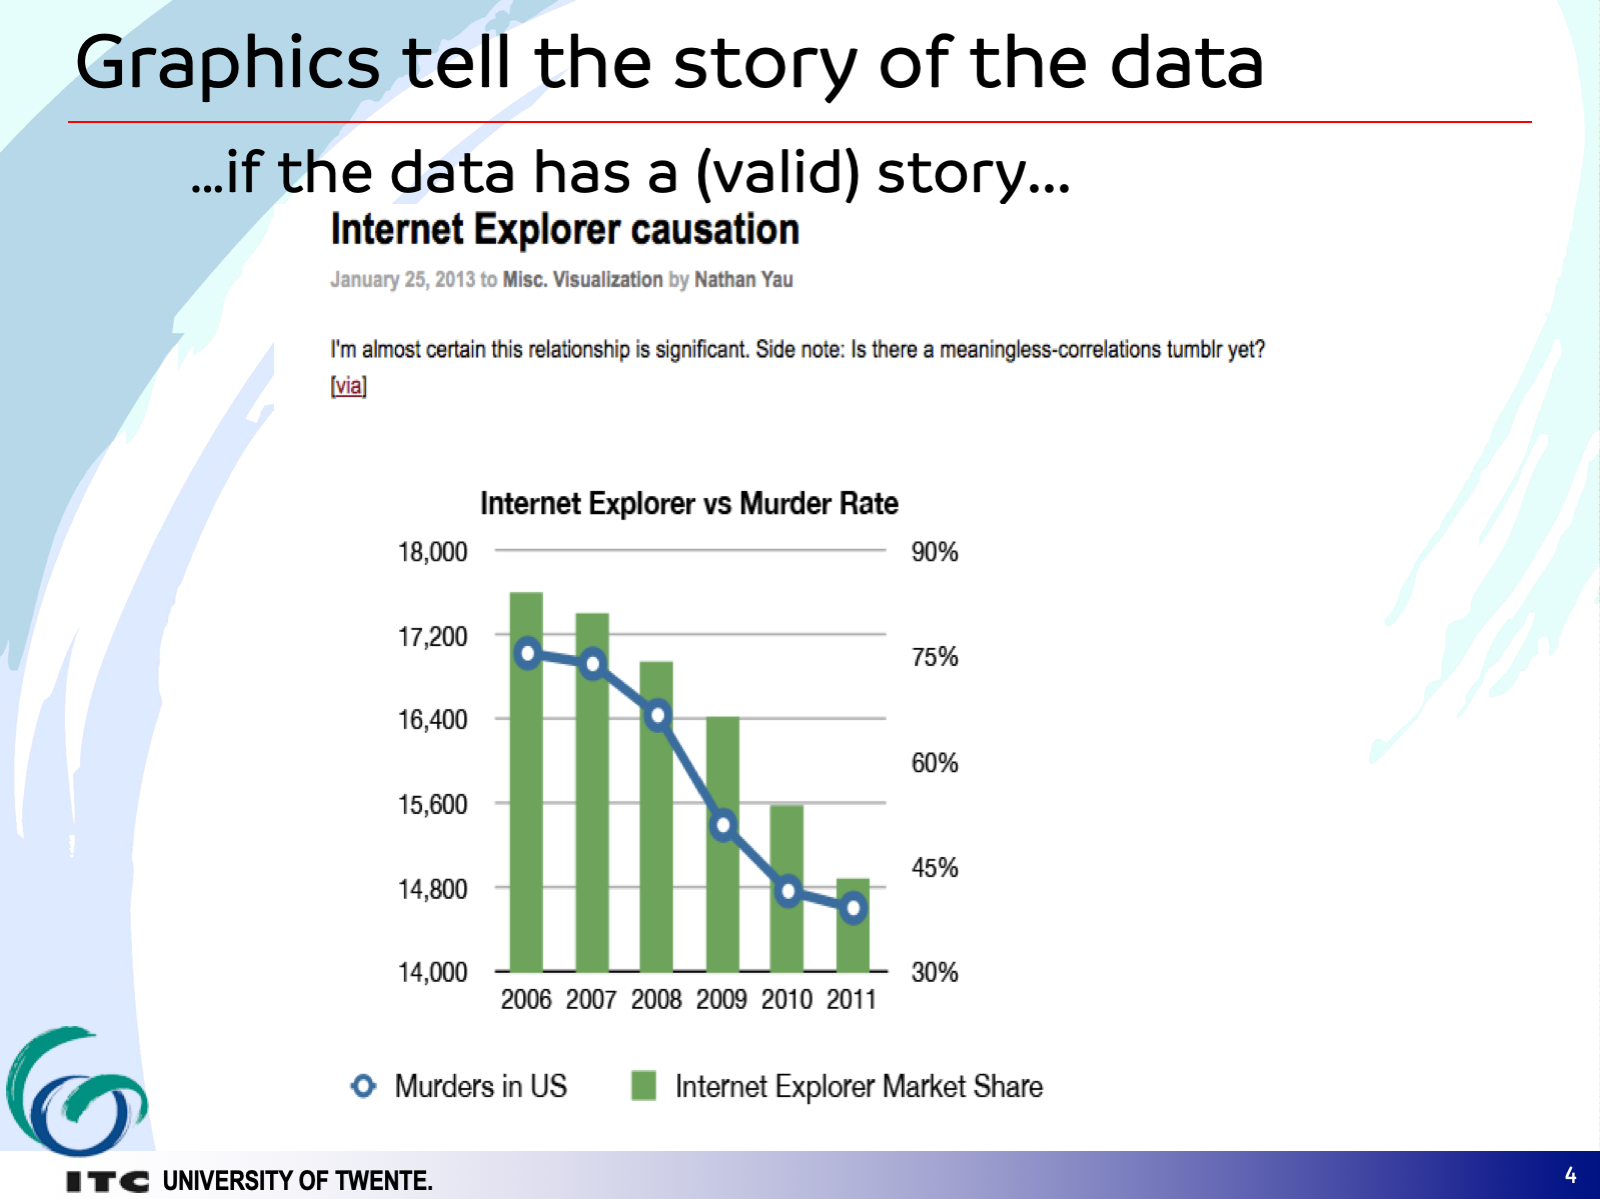 Graphics tell the story of the data
...if the data has a (valid) story...
Internet Explorer causation
January 25, 2013 to Misc. Visualization by Nathan Yau
I'm almost certain this relationship is significant. Side note: Is there a meaningless-correlations tumblr yet?
[via]
Internet Explorer vs Murder Rate
18,000 90%
17,200
75%
16,400
60%
15,600
45%
14,800
14,000 30%
2006 2007 2008 2009 2010 2011
Murders in US Internet Explorer Market Share
ITC UNIVERSITY OF TWENTE. 4